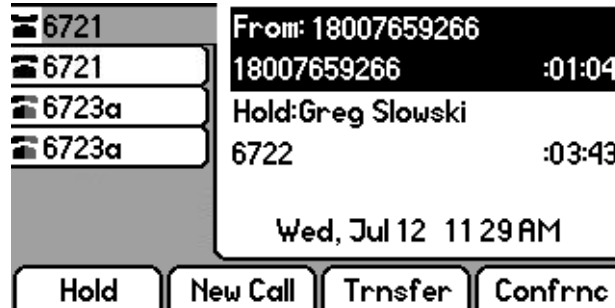 6721
6721
6723a
6723a
From: 18007659266
18007659266 :01:04
Hold:Greg Slowski
6722 :03:43
Wed, Jul 12 11 29 AM
Hold New Call Trnsfer Confrnc